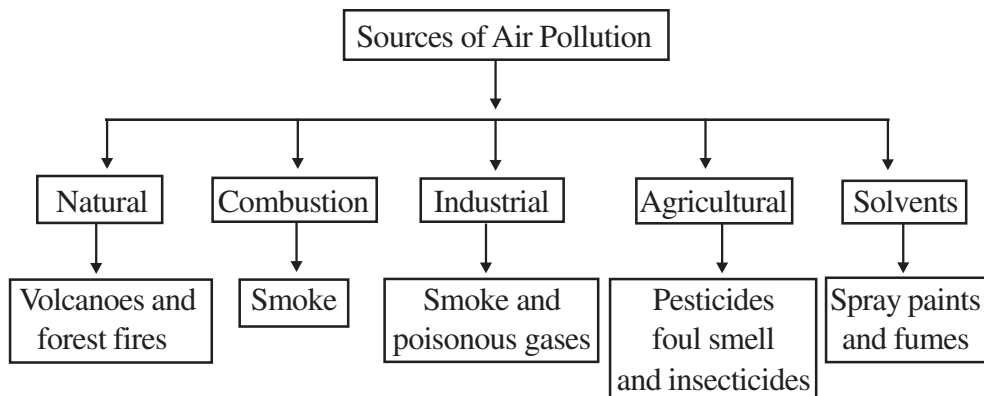 Sources of Air Pollution
Natural
Combustion
Industrial
Agricultural
Solvents
Volcanoes and
forest fires
Smoke
Smoke and
poisonous gases
Pesticides
foul smell
and insecticides
Spray paints
and fumes